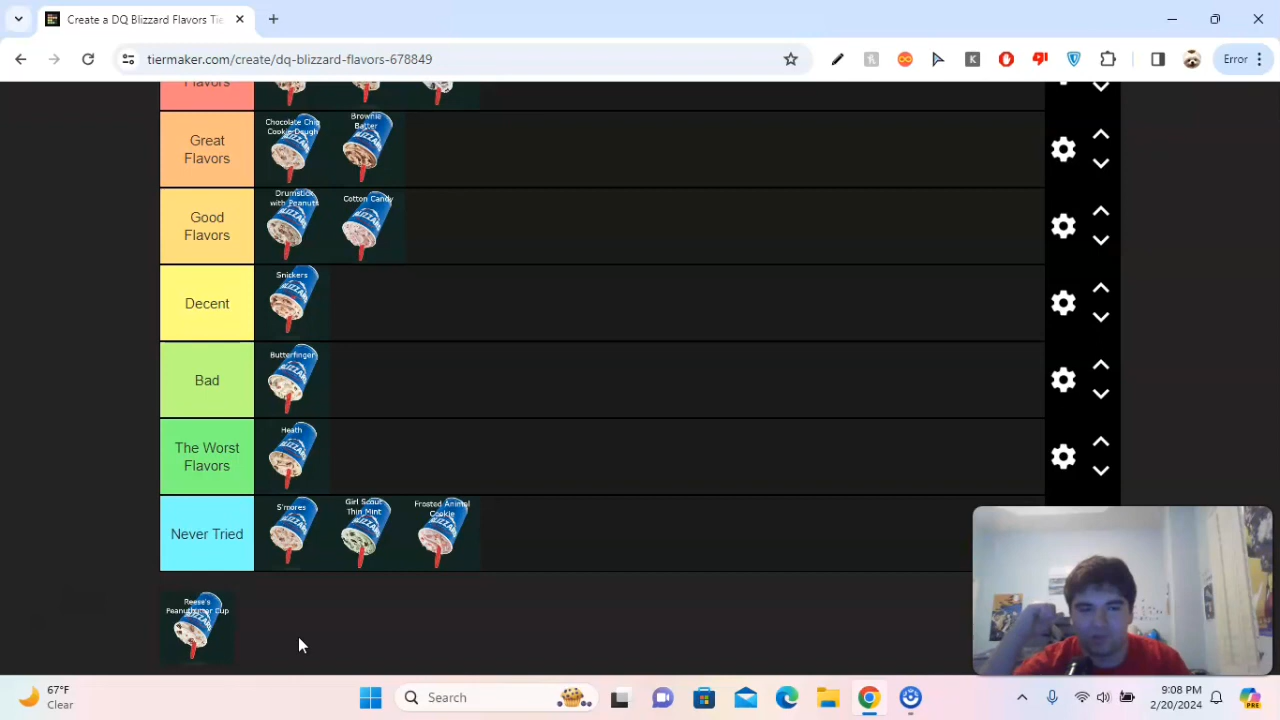 Create a DQ Blizzard Flavors Tie
tiermaker.com/create/dq-blizzard-flavors-678849
K
Error
Flavors
Great
Flavors
Chocolate Chip
Cookie Dough
Brownie
Batter
Good
Flavors
Drumstick
with Peanuts
Cotton Candy
Decent
Snickers
Bad
Butterfinger
The Worst
Flavors
Heath
Never Tried
S'mores
Girl Scout
Thin Mint
Frosted Animal
Cookie
Reese's
Cup
67°F
Clear
Search
9:08 PM
2/20/2024
PRE